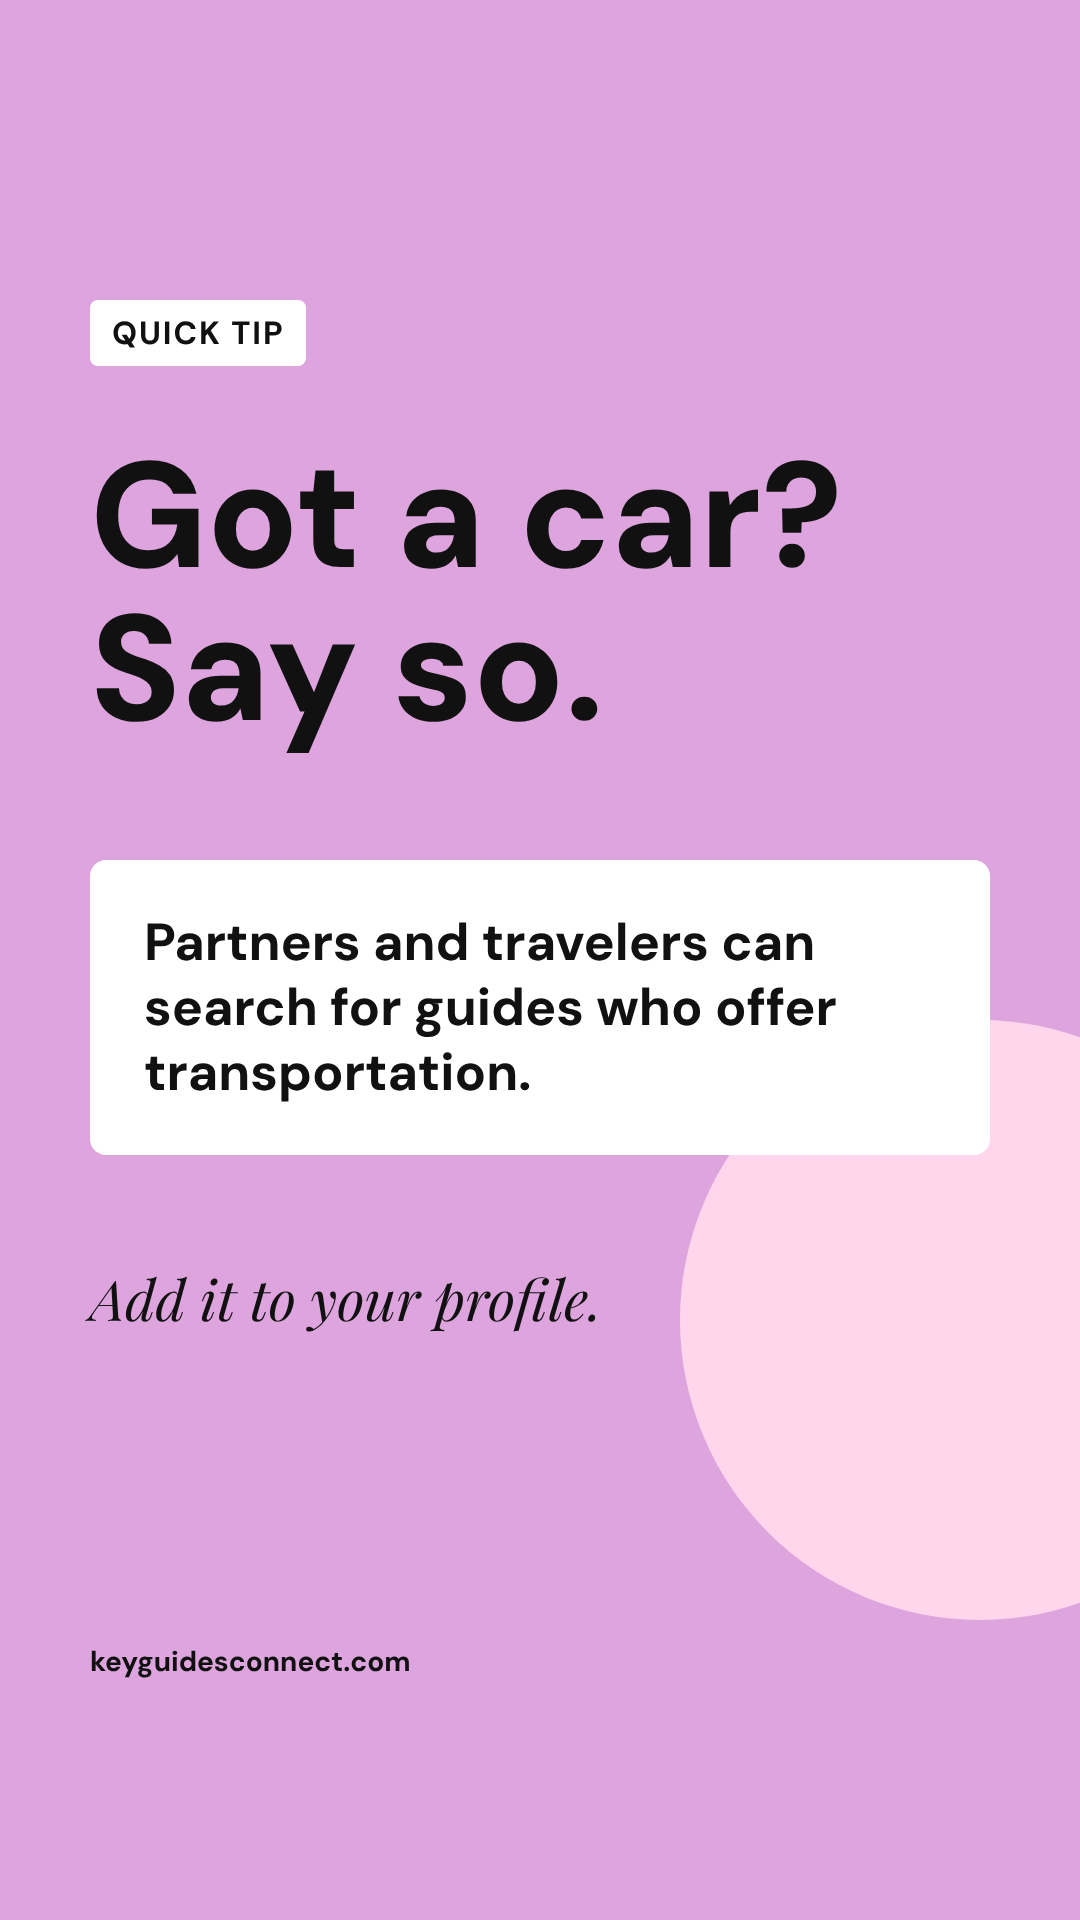 QUICK TIP
Got a car?
Say so.
Partners and travelers can
search for guides who offer
transportation.
Add it to your profile.
keyguidesconnect.com